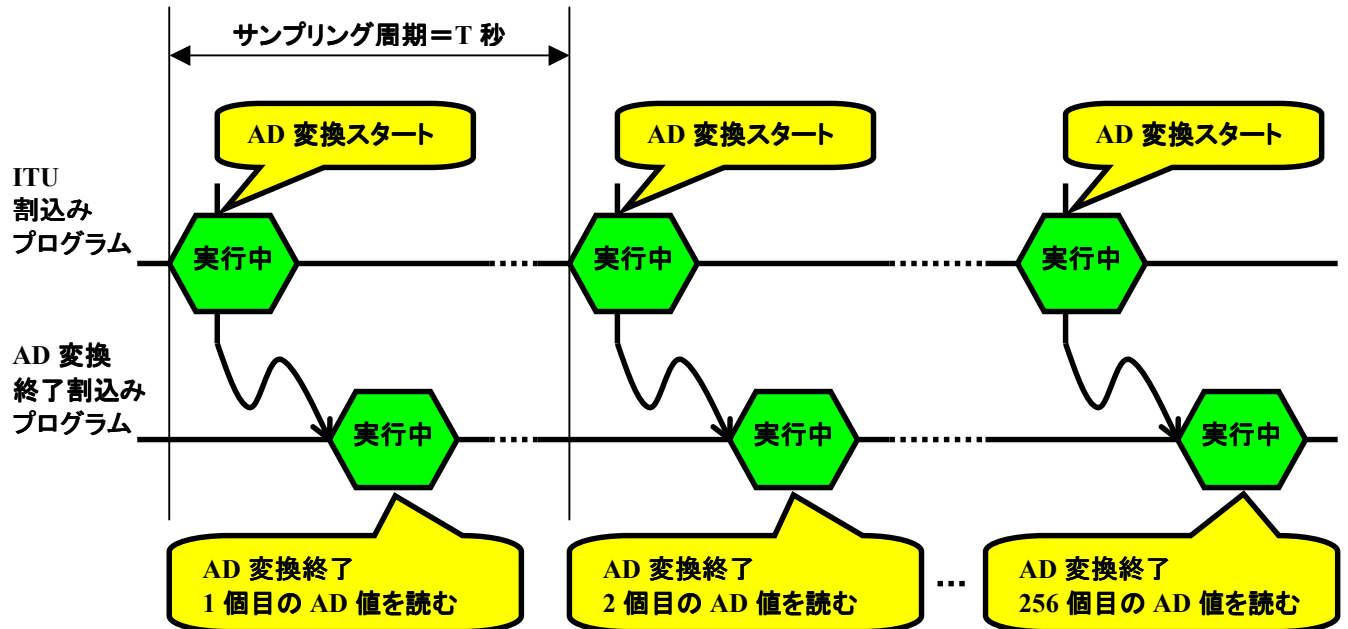 サンプリング周期＝T 秒
AD 変換スタート
AD 変換スタート
AD 変換スタート
ITU
割込み
プログラム
実行中
実行中
実行中
AD 変換
終了割込み
プログラム
実行中
実行中
実行中
AD 変換終了
1 個目の AD 値を読む
AD 変換終了
2 個目の AD 値を読む
…
AD 変換終了
256 個目の AD 値を読む